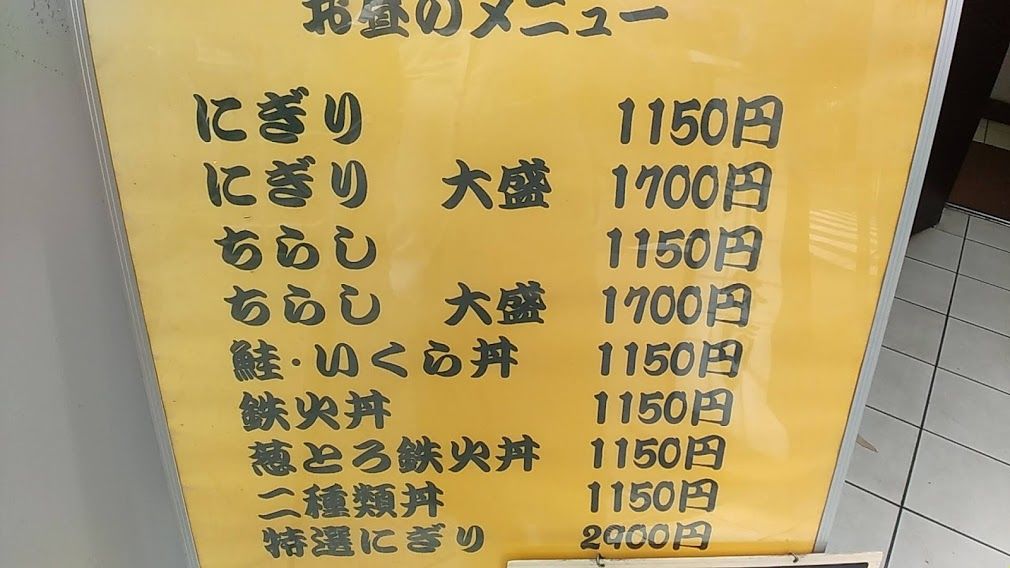 お昼のメニュー
にぎり 1150円
にぎり 大盛 1700円
ちらし 1150円
ちらし 大盛 1700円
鮭・いくら丼 1150円
鉄火丼 1150円
葱とろ鉄火丼 1150円
二種類丼 1150円
特選にぎり 2900円